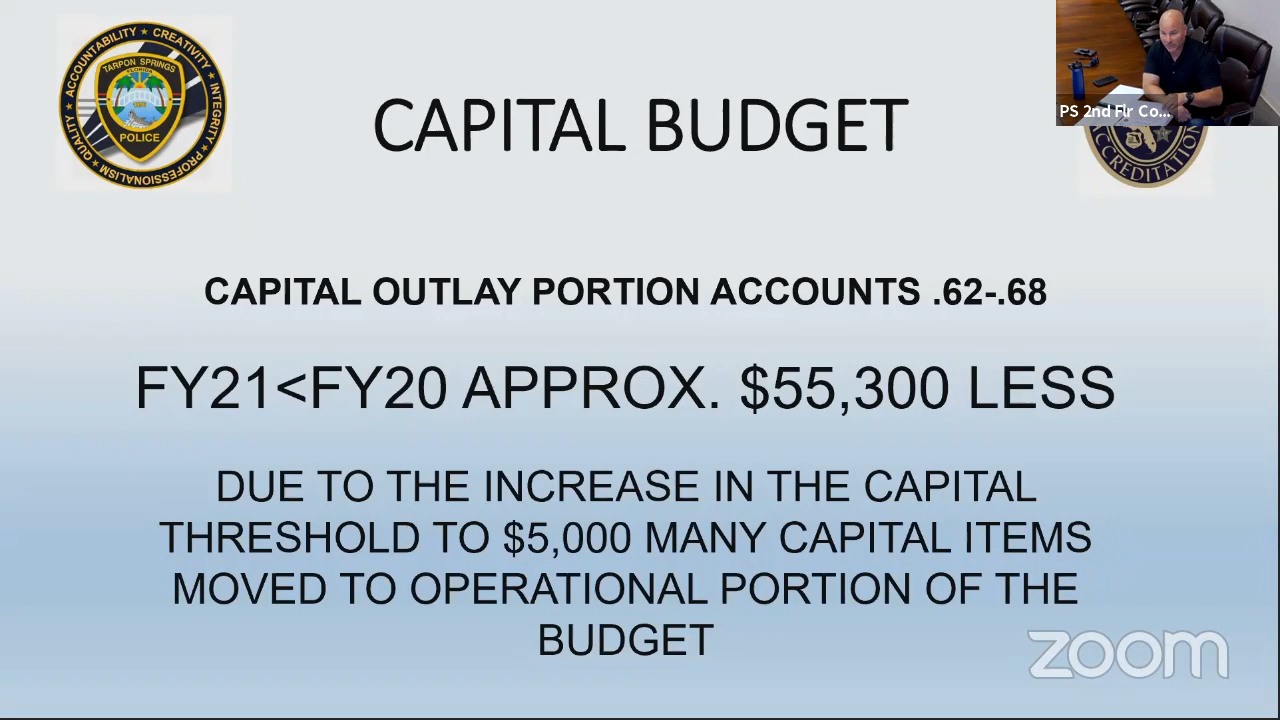 ACCOUNTABILITY ★ CREATIVITY ★ INTEGRITY ★ PROFESSIONALISM ★ QUALITY ★
TARPON SPRINGS
FLORIDA
POLICE
CAPITAL BUDGET
PS 2nd Flr Co...
CREDITATION
CAPITAL OUTLAY PORTION ACCOUNTS .62-.68
FY21<FY20 APPROX. $55,300 LESS
DUE TO THE INCREASE IN THE CAPITAL
THRESHOLD TO $5,000 MANY CAPITAL ITEMS
MOVED TO OPERATIONAL PORTION OF THE
BUDGET
zoom